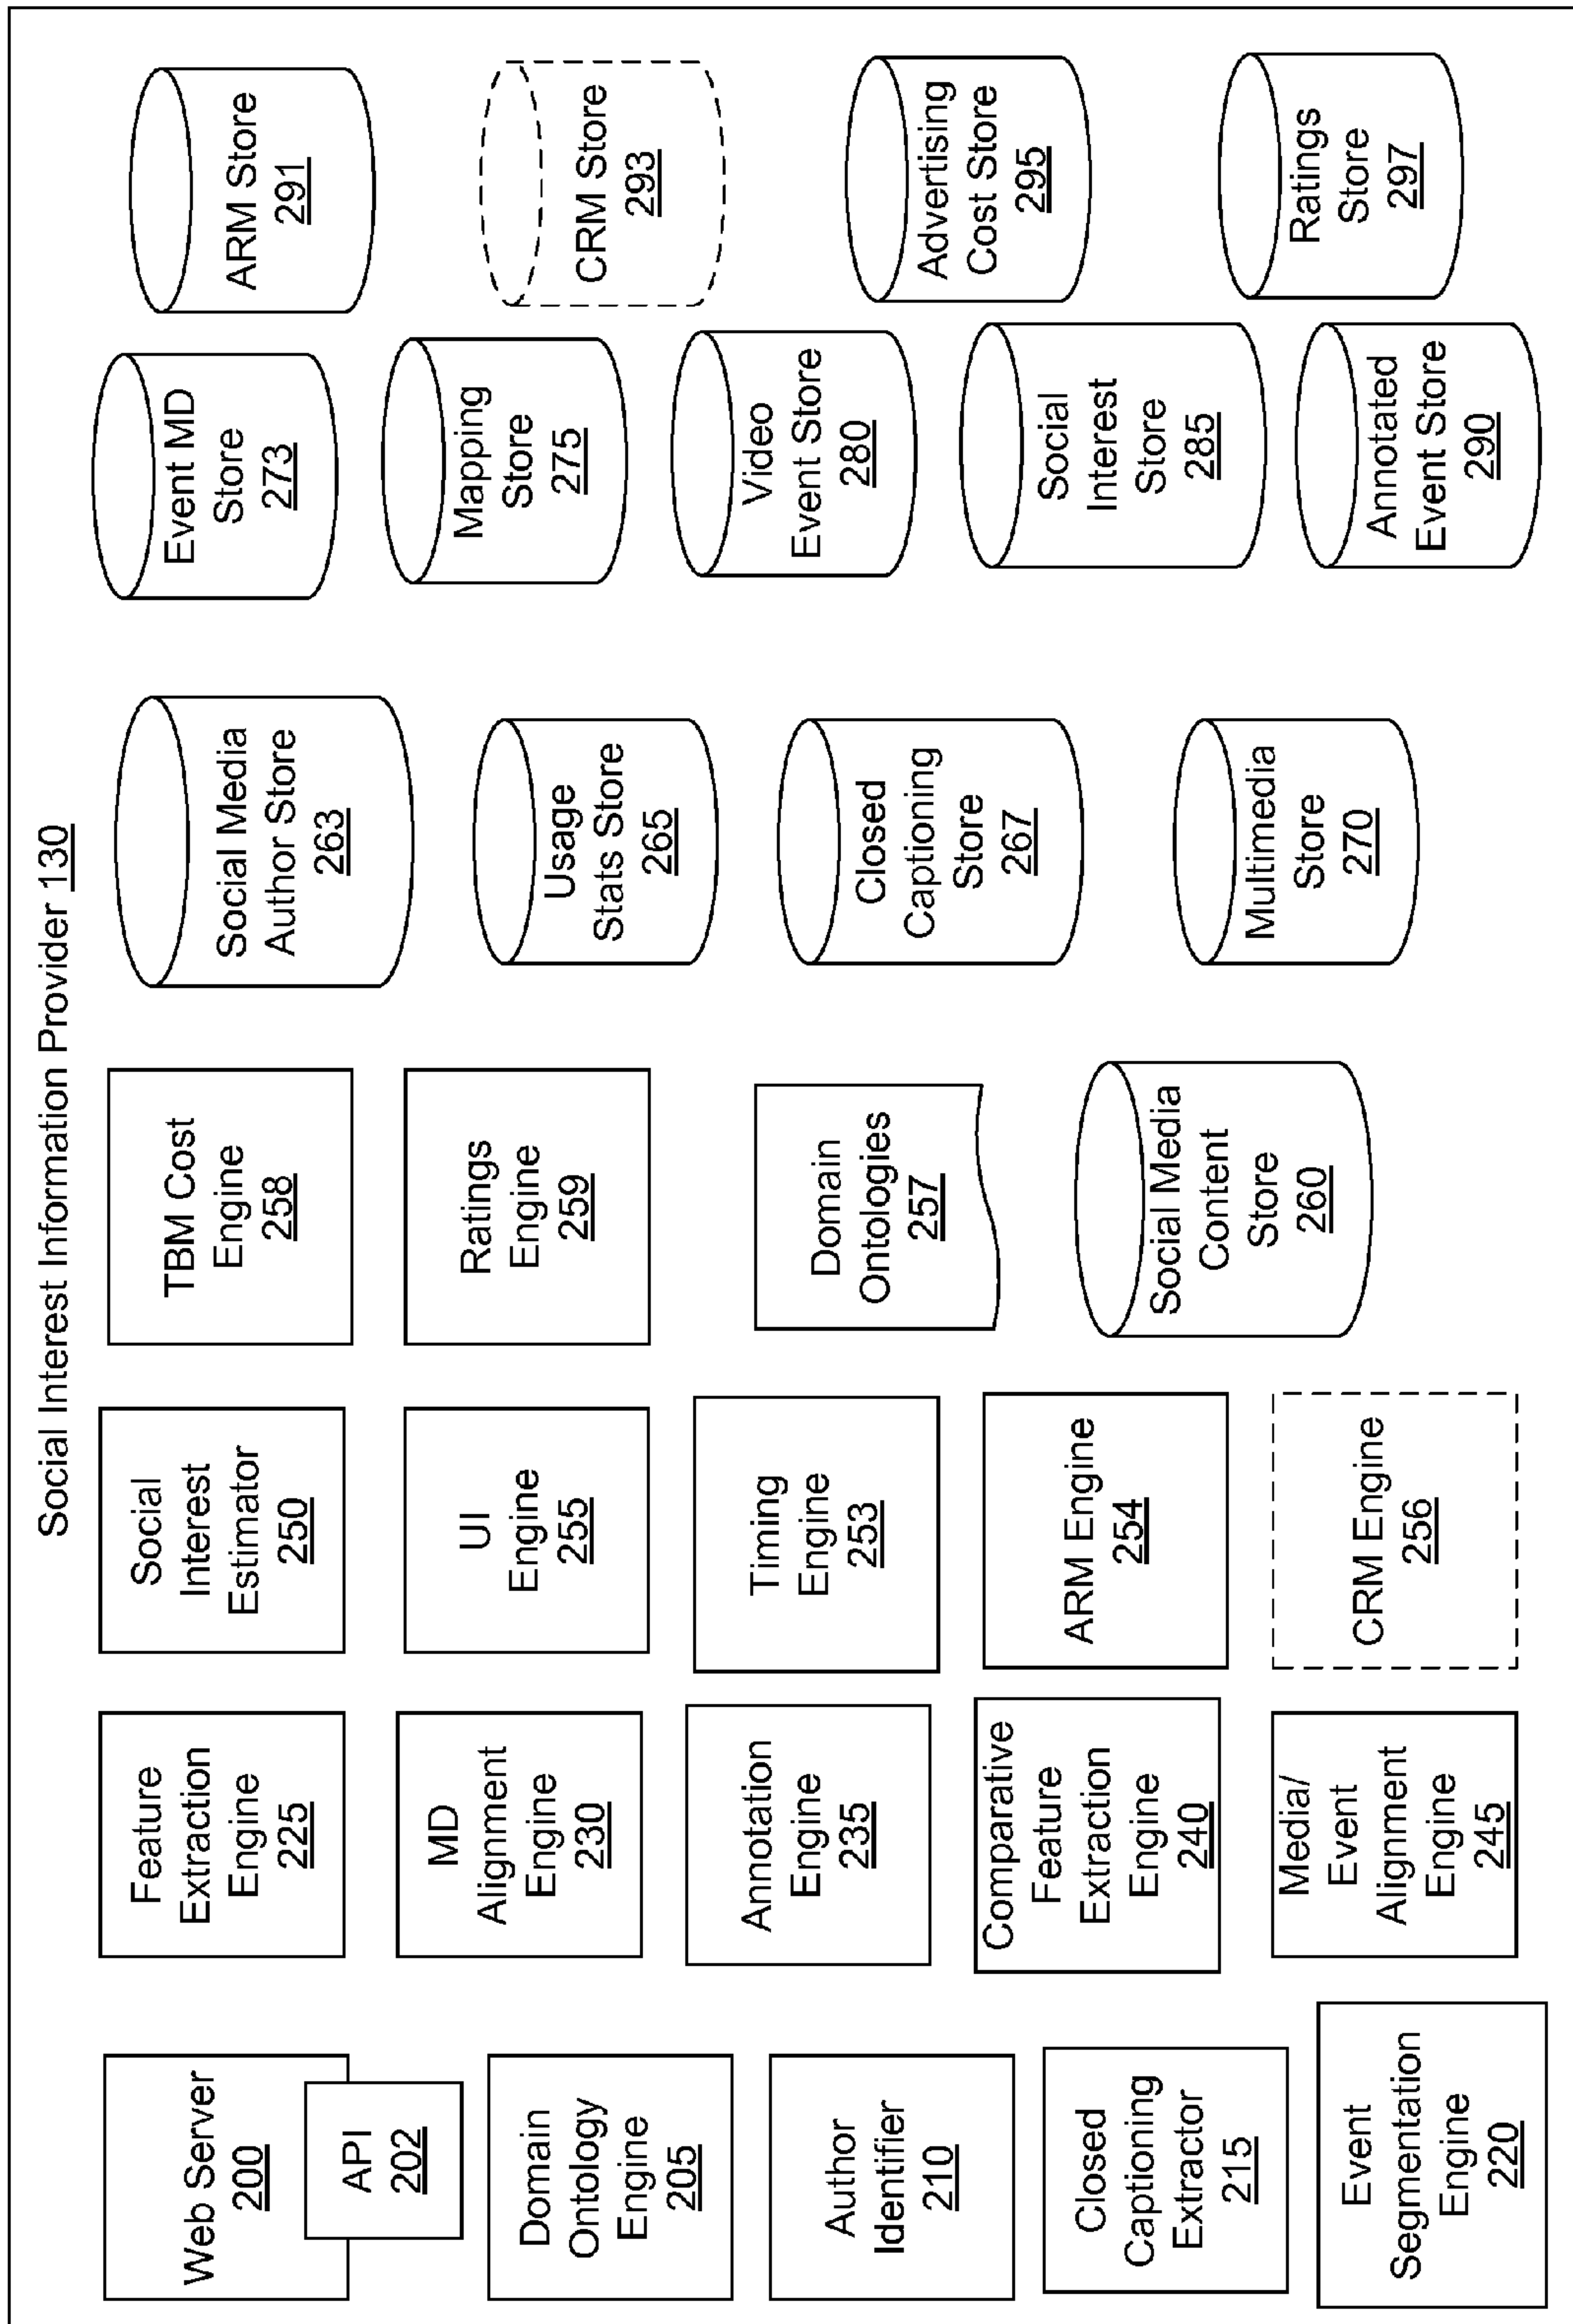 Social Interest Information Provider 130
Web Server
200
API
202
Domain
Ontology
Engine
205
Author
Identifier
210
Closed
Captioning
Extractor
215
Event
Segmentation
Engine
220
Feature
Extraction
Engine
225
MD
Alignment
Engine
230
Annotation
Engine
235
Comparative
Feature
Extraction
Engine
240
Media/
Event
Alignment
Engine
245
Social
Interest
Estimator
250
UI
Engine
255
Timing
Engine
253
ARM Engine
254
CRM Engine
256
TBM Cost
Engine
258
Ratings
Engine
259
Domain
Ontologies
257
Social Media
Content
Store
260
Social Media
Author Store
263
Usage
Stats Store
265
Closed
Captioning
Store
267
Multimedia
Store
270
Event MD
Store
273
Mapping
Store
275
Video
Event Store
280
Social
Interest
Store
285
Annotated
Event Store
290
ARM Store
291
CRM Store
293
Advertising
Cost Store
295
Ratings
Store
297